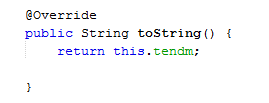 @Override
public String toString() {
return this.tendm;
}